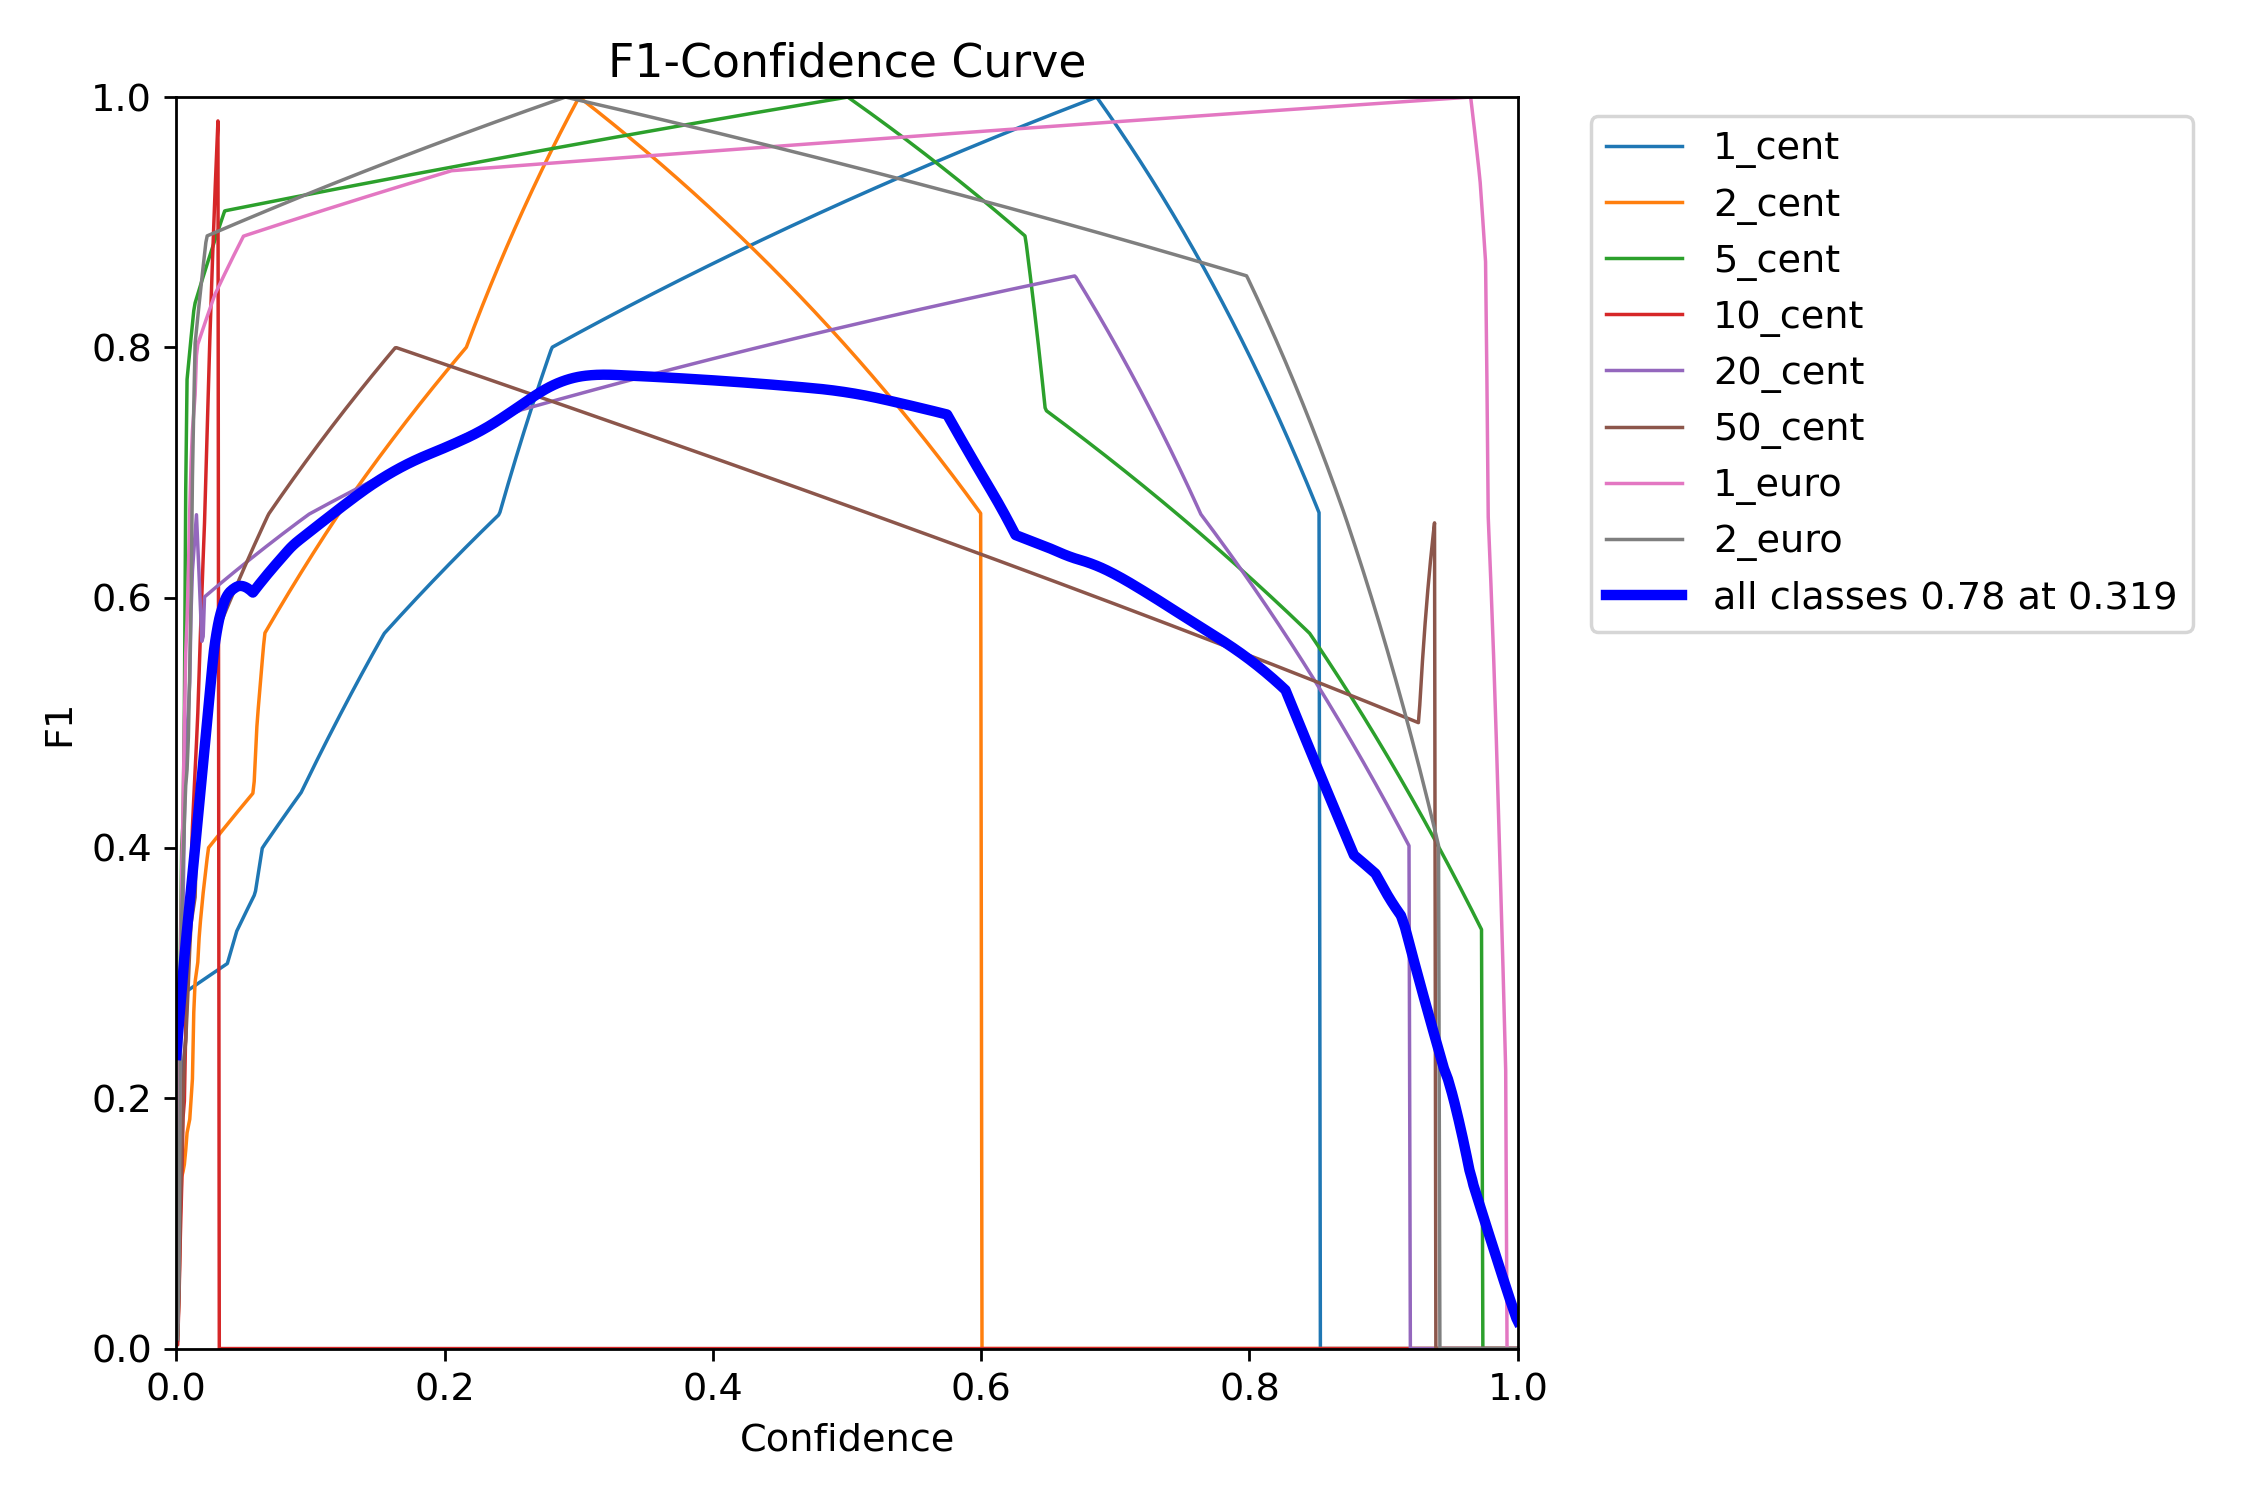 F1-Confidence Curve
1.0
0.8
0.6
0.4
0.2
0.0
F1
0.0 0.2 0.4 0.6 0.8 1.0
Confidence
1_cent
2_cent
5_cent
10_cent
20_cent
50_cent
1_euro
2_euro
all classes 0.78 at 0.319